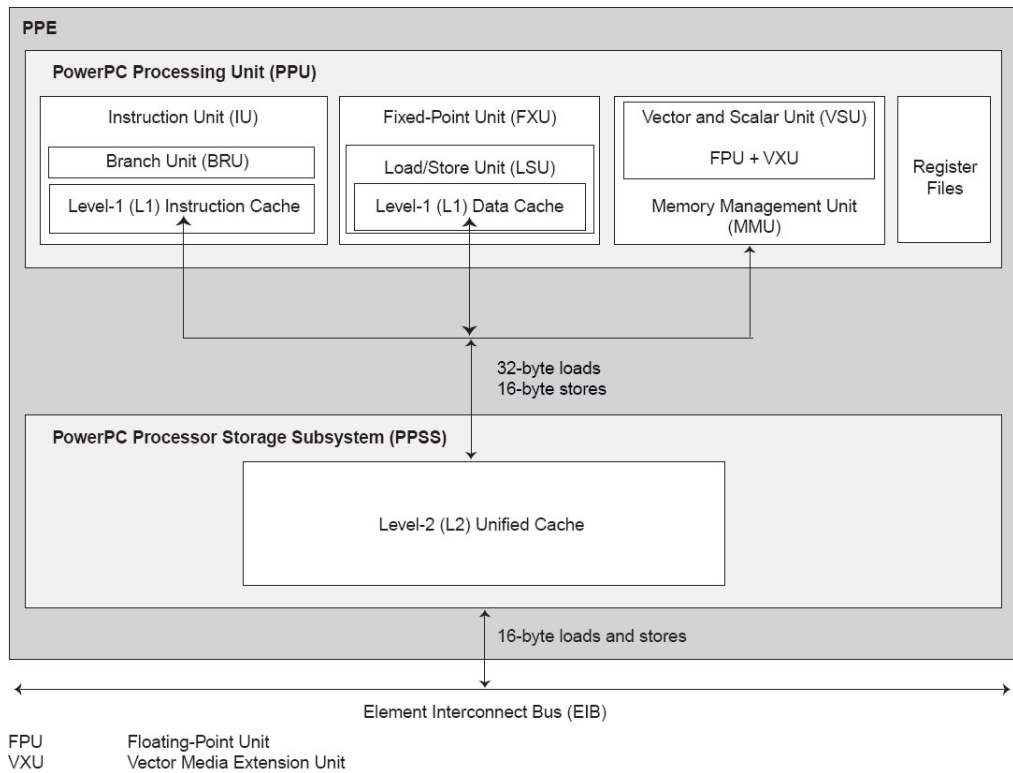 PPE
PowerPC Processing Unit (PPU)
Instruction Unit (IU)
Branch Unit (BRU)
Level-1 (L1) Instruction Cache
Fixed-Point Unit (FXU)
Load/Store Unit (LSU)
Level-1 (L1) Data Cache
Vector and Scalar Unit (VSU)
FPU + VXU
Memory Management Unit
(MMU)
Register
Files
32-byte loads
16-byte stores
PowerPC Processor Storage Subsystem (PPSS)
Level-2 (L2) Unified Cache
16-byte loads and stores
Element Interconnect Bus (EIB)
FPU Floating-Point Unit
VXU Vector Media Extension Unit